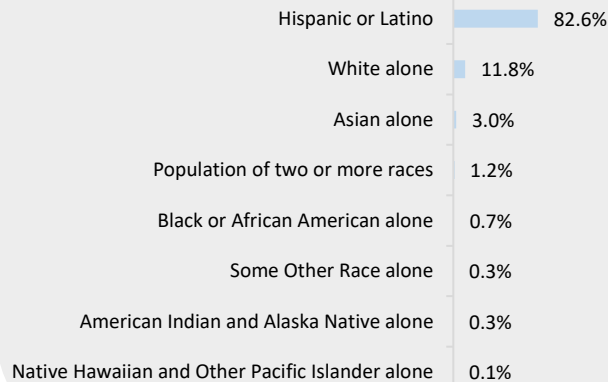 Hispanic or Latino 82.6%
White alone 11.8%
Asian alone 3.0%
Population of two or more races 1.2%
Black or African American alone 0.7%
Some Other Race alone 0.3%
American Indian and Alaska Native alone 0.3%
Native Hawaiian and Other Pacific Islander alone 0.1%